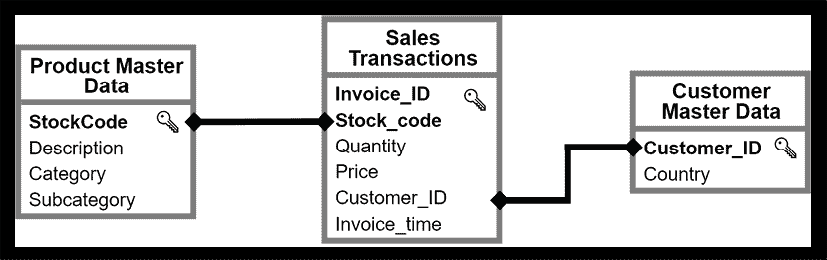 Product Master
Data
StockCode
Description
Category
Subcategory
Sales
Transactions
Invoice_ID
Stock_code
Quantity
Price
Customer_ID
Invoice_time
Customer
Master Data
Customer_ID
Country